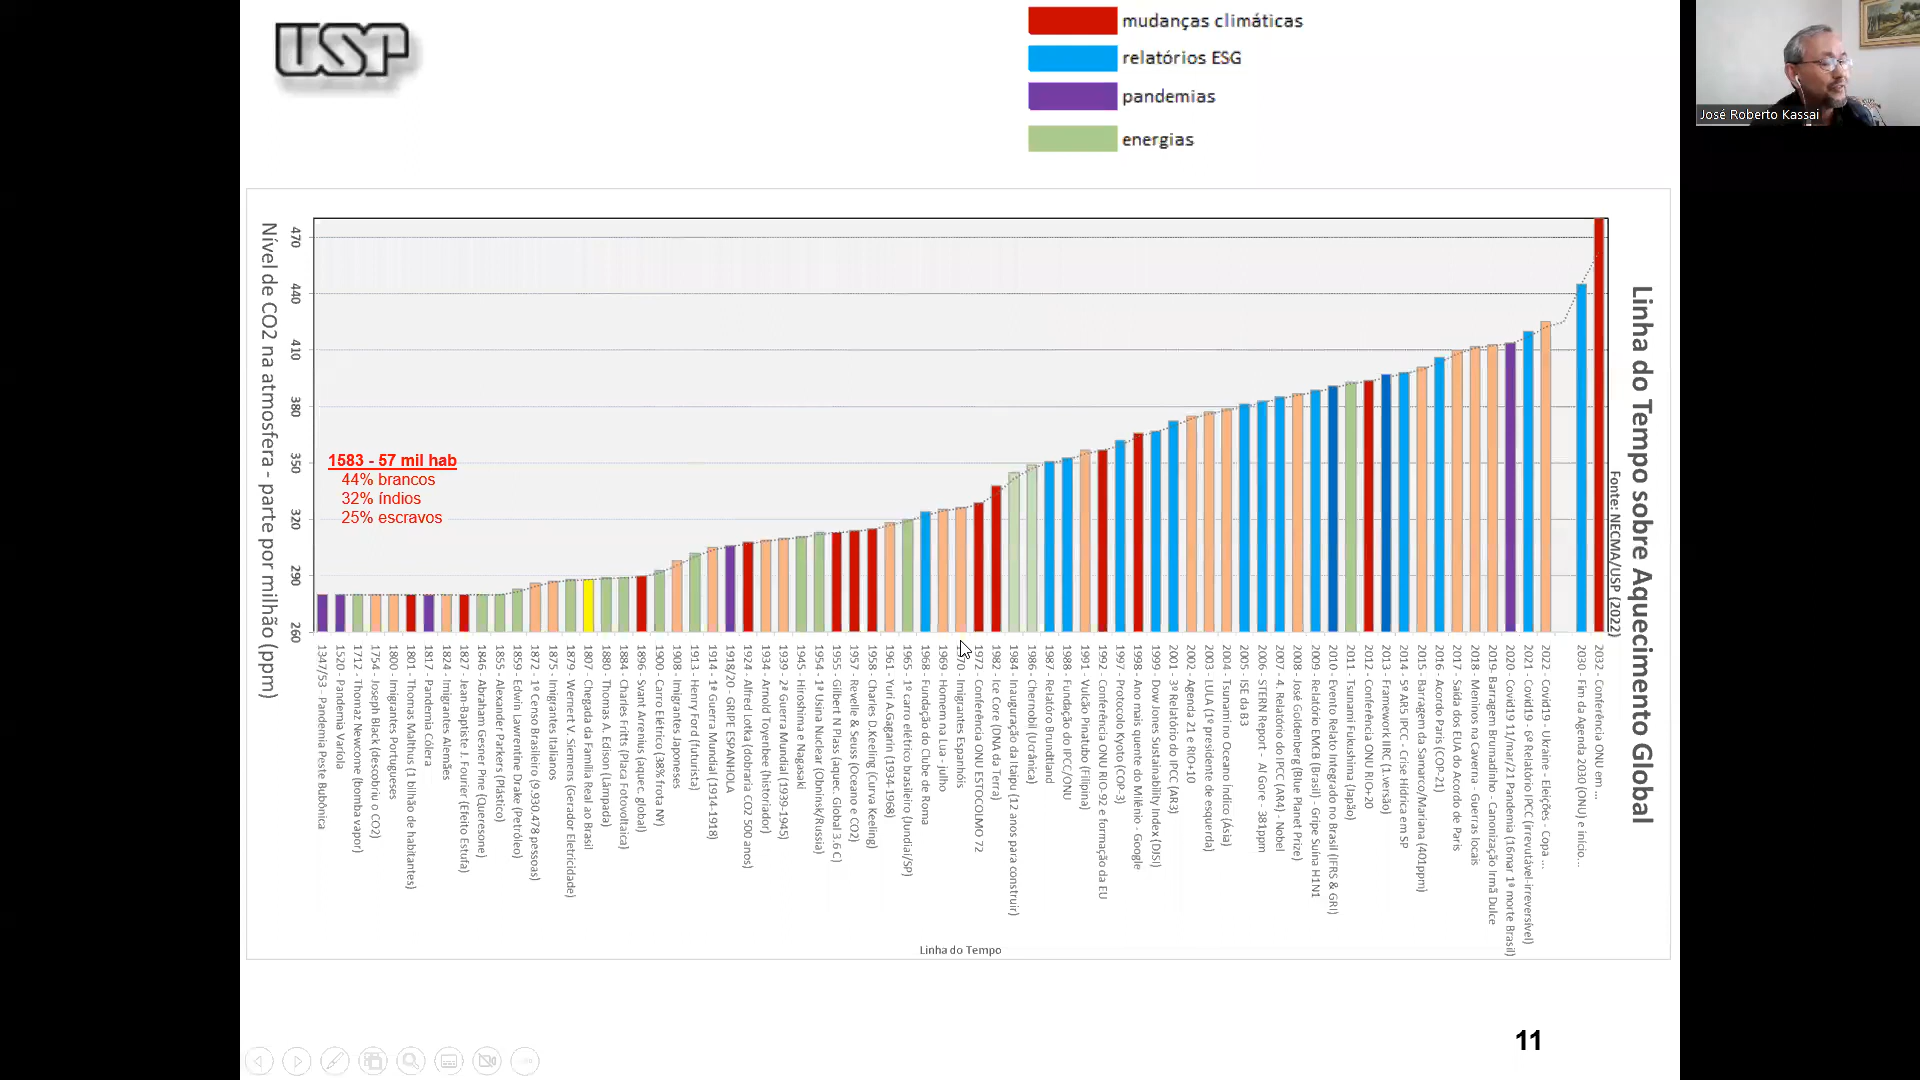 USP
mudanças climáticas
relatórios ESG
pandemias
energias
José Roberto Kassai
Linha do Tempo sobre Aquecimento Global
Fonte: NECMA/USP (2022)
Nível de CO2 na atmosfera - parte por milhão (ppm)
470
440
410
380
350
320
290
260
1583 - 57 mil hab
44% brancos
32% índios
25% escravos
1347/53 - Pandemia Peste Bubônica
1520 - Pandemia Varíola
1712 - Thomaz Newcome (bomba vapor)
1754 - Joseph Black (descobriu o CO2)
1800 - Imigrantes Portugueses
1801 - Thomas Malthus (1 bilhão de habitantes)
1817 - Pandemia Cólera
1824 - Imigrantes Alemães
1827 - Jean-Baptiste J. Fourier (Efeito Estufa)
1846 - Abraham Gesner Pine (Queresone)
1855 - Alexander Parkers (Plástico)
1859 - Edwin Lawrentine Drake (Petróleo)
1872 - 1º Censo Brasileiro (9.930.478 pessoas)
1875 - Imigrantes Italianos
1879 - Wernert V. Siemens (Gerador Eletricidade)
1807 - Chegada da Família Real ao Brasil
1880 - Thomas A. Edison (Lâmpada)
1884 - Charles Fritts (Placa Fotovoltaica)
1896 - Svant Arrenius (aquec. global)
1900 - Carro Elétrico (38% frota NY)
1908 - Imigrantes Japoneses
1913 - Henry Ford (futurista)
1914 - 1ª Guerra Mundial (1914-1918)
1918/20 - GRIPE ESPANHOLA
1924 - Alfred Lotka (dobraria CO2 500 anos)
1934 - Arnold Toyenbee (historiador)
1939 - 2ª Guerra Mundial (1939-1945)
1945 - Hiroshima e Nagasaki
1954 - 1ª Usina Nuclear (Obninsk/Russia)
1955 - Gilbert N Plass (aquec. Global 3.6 C)
1957 - Revelle & Seuss (Oceano e CO2)
1958 - Charles D.Keeling (Curva Keeling)
1961 - Yuri A.Gagarin (1934-1968)
1965 - 1º carro elétrico brasileiro (Jundiaí/SP)
1968 - Fundação do Clube de Roma
1969 - Homem na Lua - julho
1970 - Imigrantes Espanhóis
1972 - Conferência ONU ESTOCOLMO 72
1982 - Ice Core (DNA da Terra)
1984 - Inauguração da Itaipu (12 anos para construir)
1986 - Chernobil (Ucrânica)
1987 - Relatóro Brundtland
1988 - Fundação do IPCC/ONU
1991 - Vulcão Pinatubo (Filipina)
1992 - Conferência ONU RIO-92 e formação da EU
1997 - Protocolo Kyoto (COP-3)
1998 - Ano mais quente do Milênio - Google
1999 - Dow Jones Sustainability Index (DJSI)
2001 - 3º Relatório do IPCC (AR3)
2002 - Agenda 21 e RIO+10
2003 - LULA (1º presidente de esquerda)
2004 - Tsunami no Oceano Índico (Ásia)
2005 - ISE da B3
2006 - STERN Report - Al Gore - 381ppm
2007 - 4. Relatório do IPCC (AR4) - Nobel
2008 - José Goldenberg (Blue Planet Prize)
2009 - Relatório EMCB (Brasil) - Gripe Suína H1N1
2010 - Evento Relato Integrado no Brasil (IFRS & GRI)
2011 - Tsunami Fukushima (Japão)
2012 - Conferência ONU RIO+20
2013 - Framework IIRC (1.versão)
2014 - 5º AR5 IPCC - Crise Hídrica em SP
2015 - Barragem da Samarco/Mariana (401ppm)
2016 - Acordo Paris (COP-21)
2017 - Saída dos EUA do Acordo de Paris
2018 - Meninos na Caverna - Guerras locais
2019 - Barragem Brumadinho - Canonização Irmã Dulce
2020 - Covid19 11/mar/21 Pandemia (16mar 1ª morte Brasil)
2021 - Covid19 - 6º Relatório IPCC (irrevutável-irreversível)
2022 - Covid19 - Ukraine - Eleições - Copa ...
2030 - Fim da Agenda 2030 (ONU) e início...
2032 - Conferência ONU em ...
Linha do Tempo
11